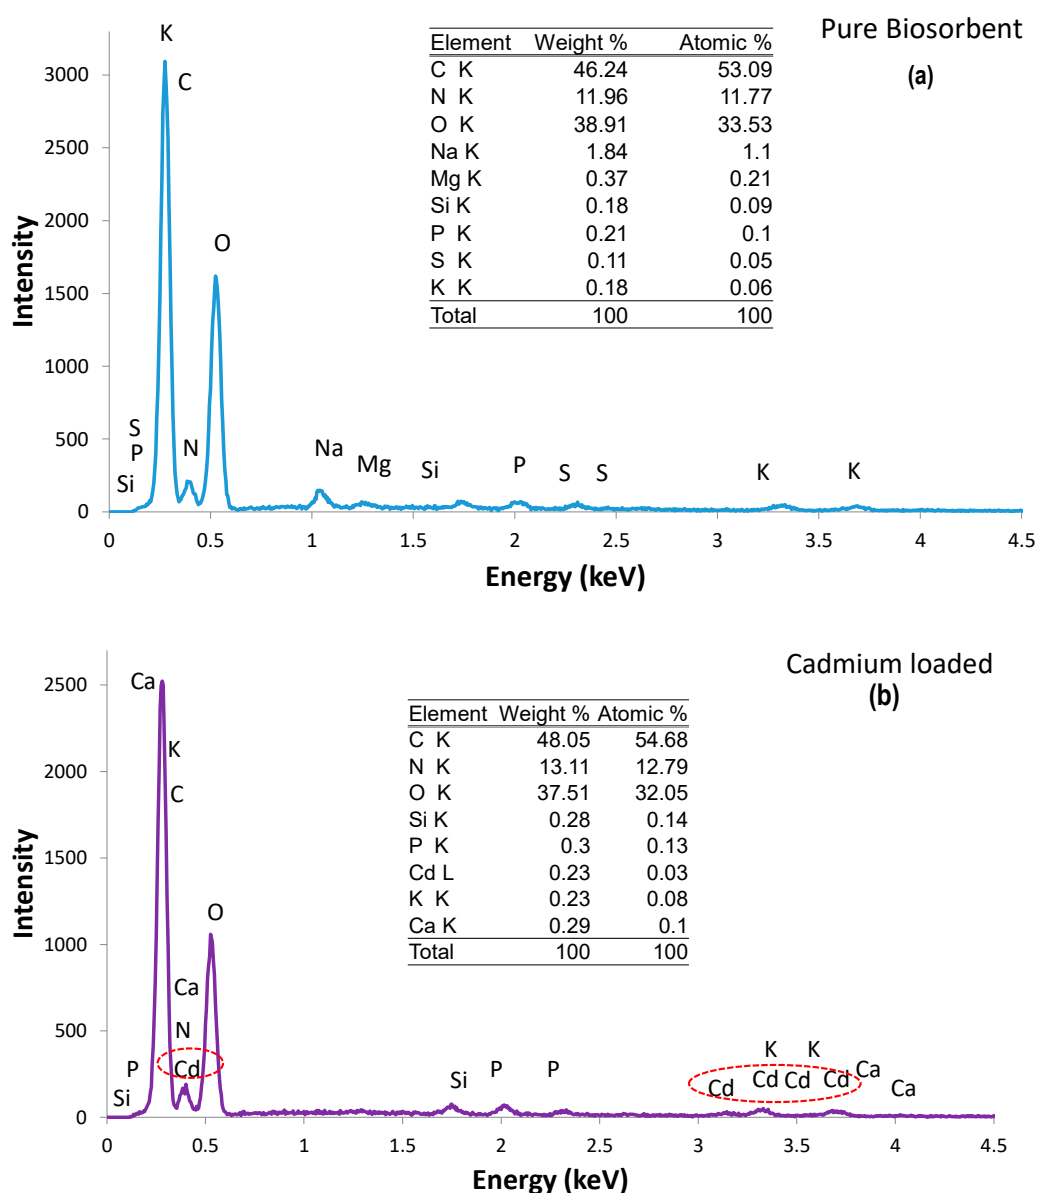 Pure Biosorbent
(a)
K
C
O
S
P
Si
N
Na
Mg
Si
P
S
S
K
K
Element Weight % Atomic %
C K 46.24 53.09
N K 11.96 11.77
O K 38.91 33.53
Na K 1.84 1.1
Mg K 0.37 0.21
Si K 0.18 0.09
P K 0.21 0.1
S K 0.11 0.05
K K 0.18 0.06
Total 100 100
Intensity
3000
2500
2000
1500
1000
500
0
0 0.5 1 1.5 2 2.5 3 3.5 4 4.5
Energy (keV)
Cadmium loaded
(b)
Ca
K
C
O
Ca
N
Cd
P
Si
Si
P
P
K K
Cd Cd Cd Cd
Ca
Ca
Element Weight % Atomic %
C K 48.05 54.68
N K 13.11 12.79
O K 37.51 32.05
Si K 0.28 0.14
P K 0.3 0.13
Cd L 0.23 0.03
K K 0.23 0.08
Ca K 0.29 0.1
Total 100 100
Intensity
2500
2000
1500
1000
500
0
0 0.5 1 1.5 2 2.5 3 3.5 4 4.5
Energy (keV)